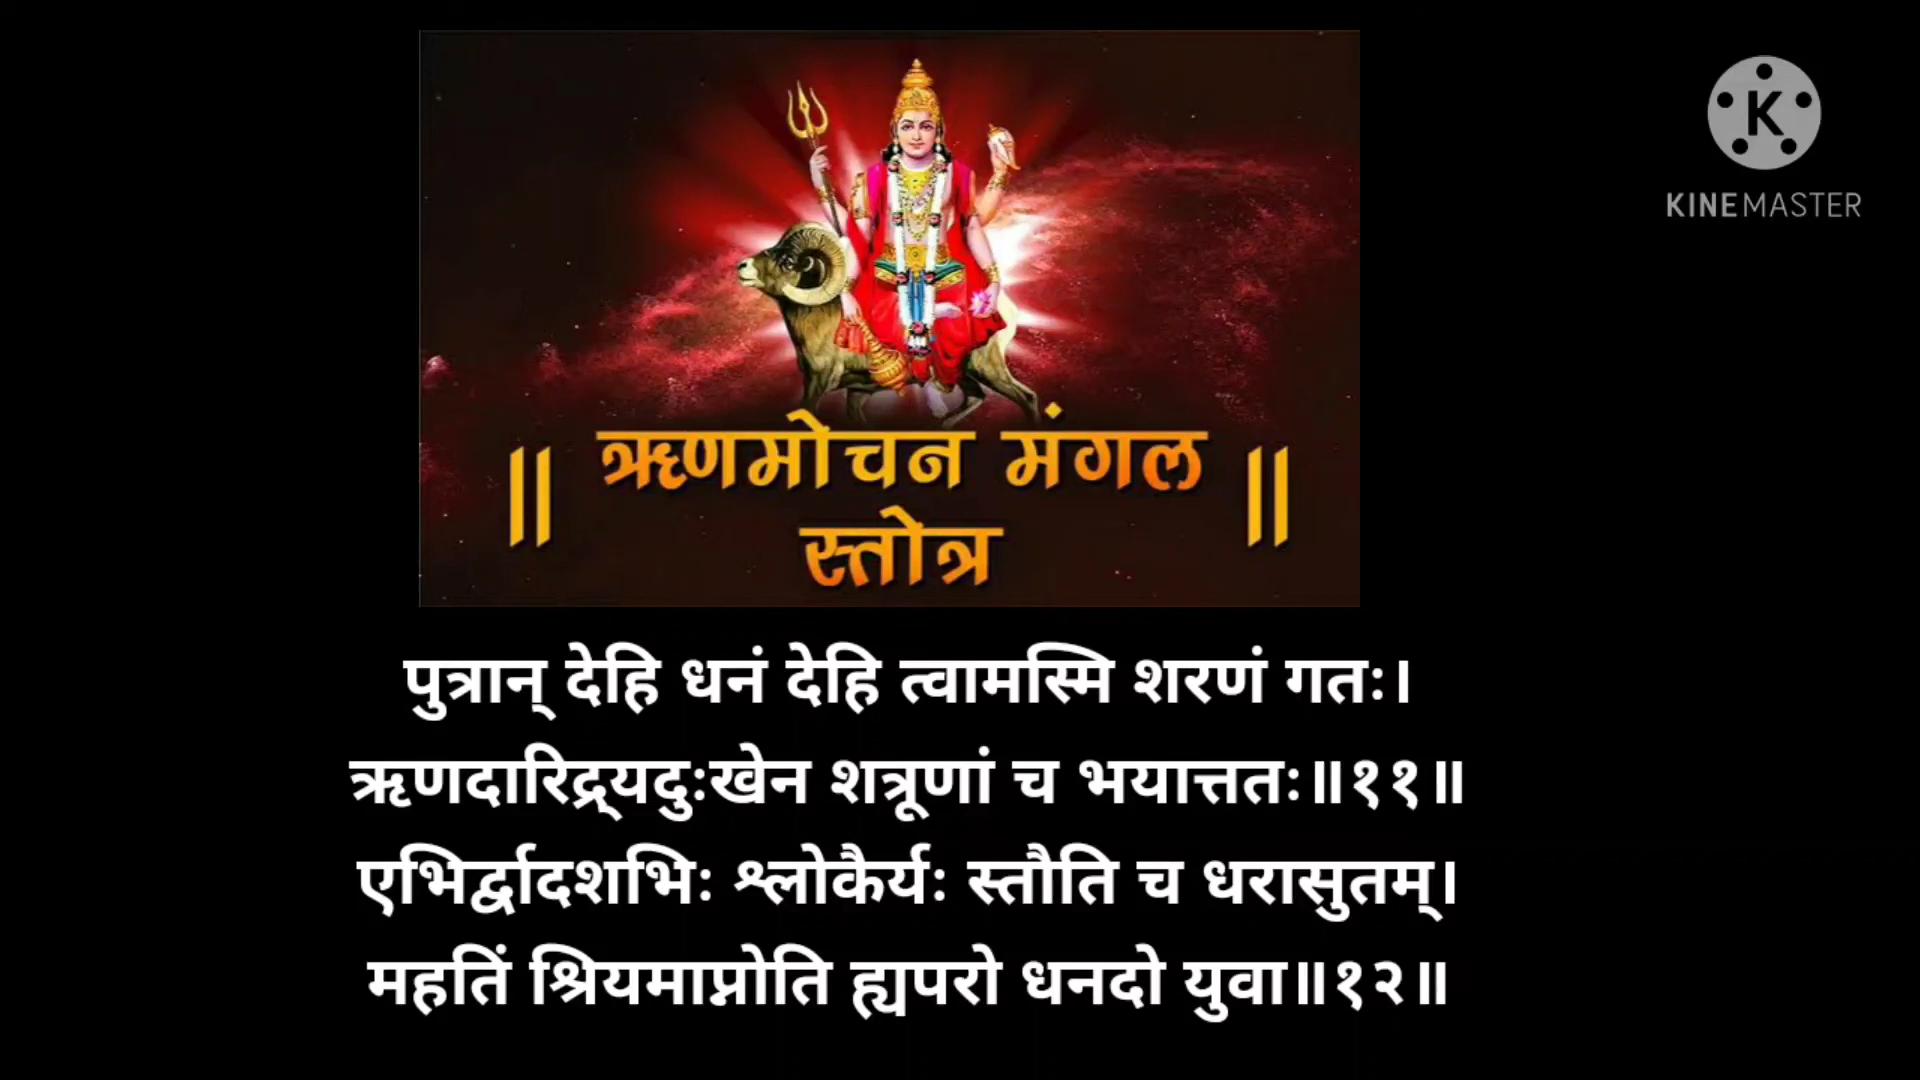 K
KINEMASTER
|| ऋणमोचन मंगल ||
स्तोत्र
पुत्रान् देहि धनं देहि त्वामस्मि शरणं गतः।
ऋणदारिद्र्यदुःखेन शत्रूणां च भयात्ततः॥११॥
एभिर्द्वादशभिः श्लोकैर्यः स्तौति च धरासुतम्।
महतिं श्रियमाप्नोति ह्यपरो धनदो युवा॥१२॥